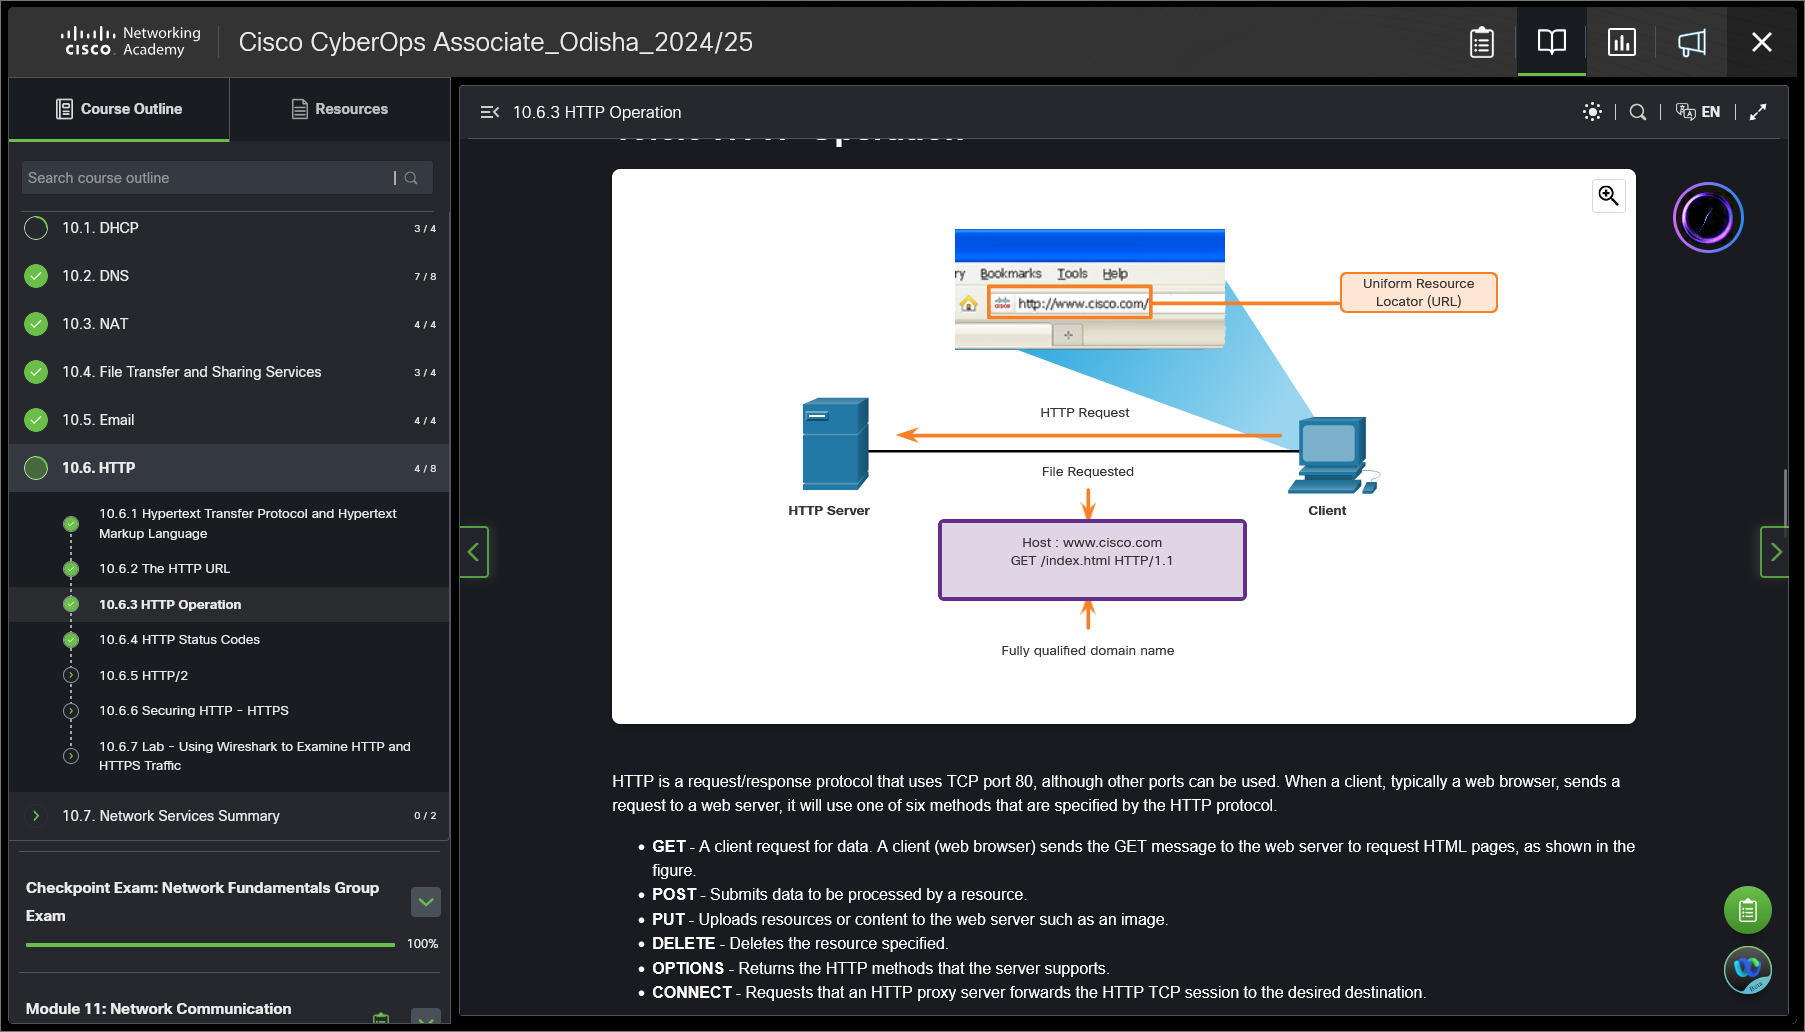 CISCO
Networking
Academy
Cisco CyberOps Associate_Odisha_2024/25
Course Outline
Resources
Search course outline
10.1. DHCP 3 / 4
10.2. DNS 7 / 8
10.3. NAT 4 / 4
10.4. File Transfer and Sharing Services 3 / 4
10.5. Email 4 / 4
10.6. HTTP 4 / 8
10.6.1 Hypertext Transfer Protocol and Hypertext
Markup Language
10.6.2 The HTTP URL
10.6.3 HTTP Operation
10.6.4 HTTP Status Codes
10.6.5 HTTP/2
10.6.6 Securing HTTP - HTTPS
10.6.7 Lab - Using Wireshark to Examine HTTP and
HTTPS Traffic
10.7. Network Services Summary 0 / 2
Checkpoint Exam: Network Fundamentals Group
Exam
100%
Module 11: Network Communication
10.6.3 HTTP Operation
EN
ry Bookmarks Tools Help
http://www.cisco.com/
Uniform Resource
Locator (URL)
HTTP Request
File Requested
HTTP Server
Client
Host : www.cisco.com
GET /index.html HTTP/1.1
Fully qualified domain name
HTTP is a request/response protocol that uses TCP port 80, although other ports can be used. When a client, typically a web browser, sends a
request to a web server, it will use one of six methods that are specified by the HTTP protocol.
• GET - A client request for data. A client (web browser) sends the GET message to the web server to request HTML pages, as shown in the
figure.
• POST - Submits data to be processed by a resource.
• PUT - Uploads resources or content to the web server such as an image.
• DELETE - Deletes the resource specified.
• OPTIONS - Returns the HTTP methods that the server supports.
• CONNECT - Requests that an HTTP proxy server forwards the HTTP TCP session to the desired destination.
Beta